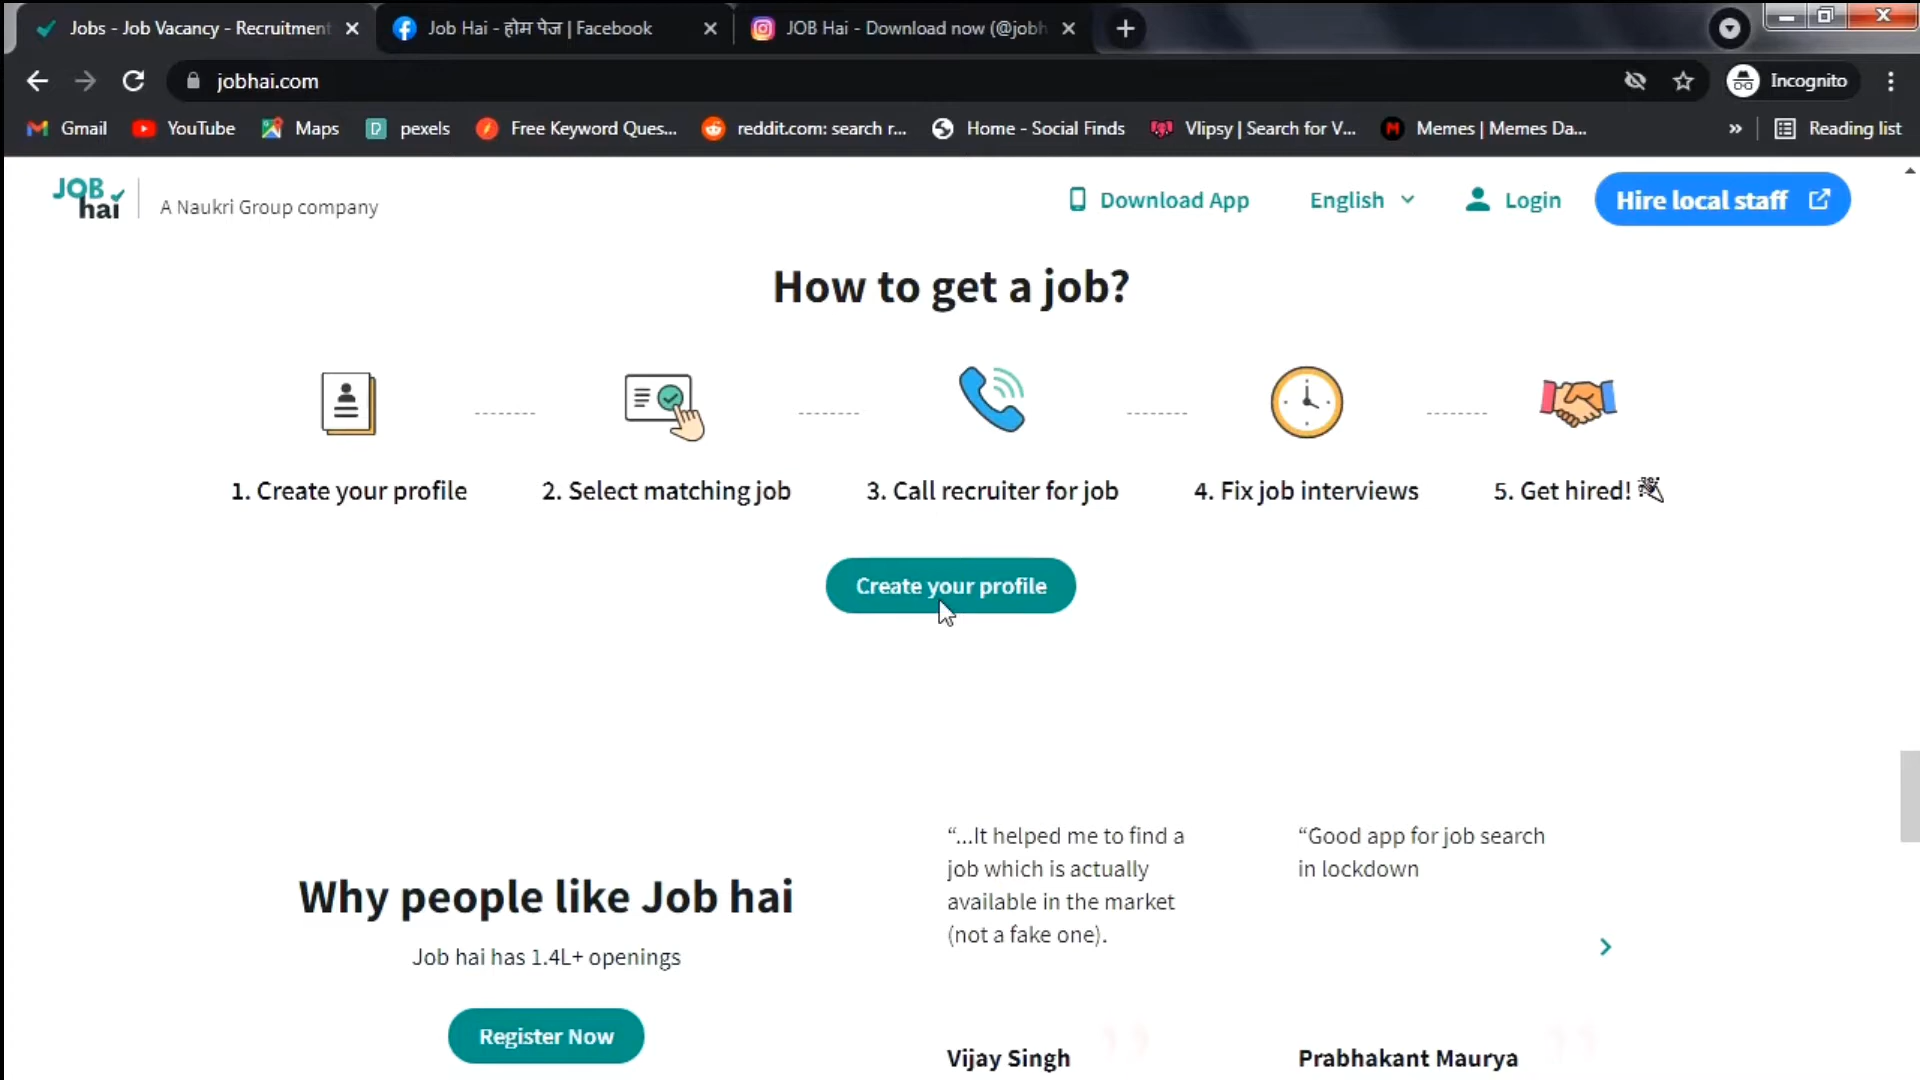 Jobs - Job Vacancy - Recruitment
Job Hai - होम पेज | Facebook
JOB Hai - Download now (@jobh
jobhai.com
Incognito
Gmail
YouTube
Maps
pexels
Free Keyword Ques...
reddit.com: search r...
Home - Social Finds
Vlipsy | Search for V...
Memes | Memes Da...
»
Reading list
JOB
hai
A Naukri Group company
Download App
English
Login
Hire local staff
How to get a job?
1. Create your profile
2. Select matching job
3. Call recruiter for job
4. Fix job interviews
5. Get hired!
Create your profile
Why people like Job hai
Job hai has 1.4L+ openings
Register Now
“...It helped me to find a
job which is actually
available in the market
(not a fake one).
Vijay Singh
“Good app for job search
in lockdown
Prabhakant Maurya